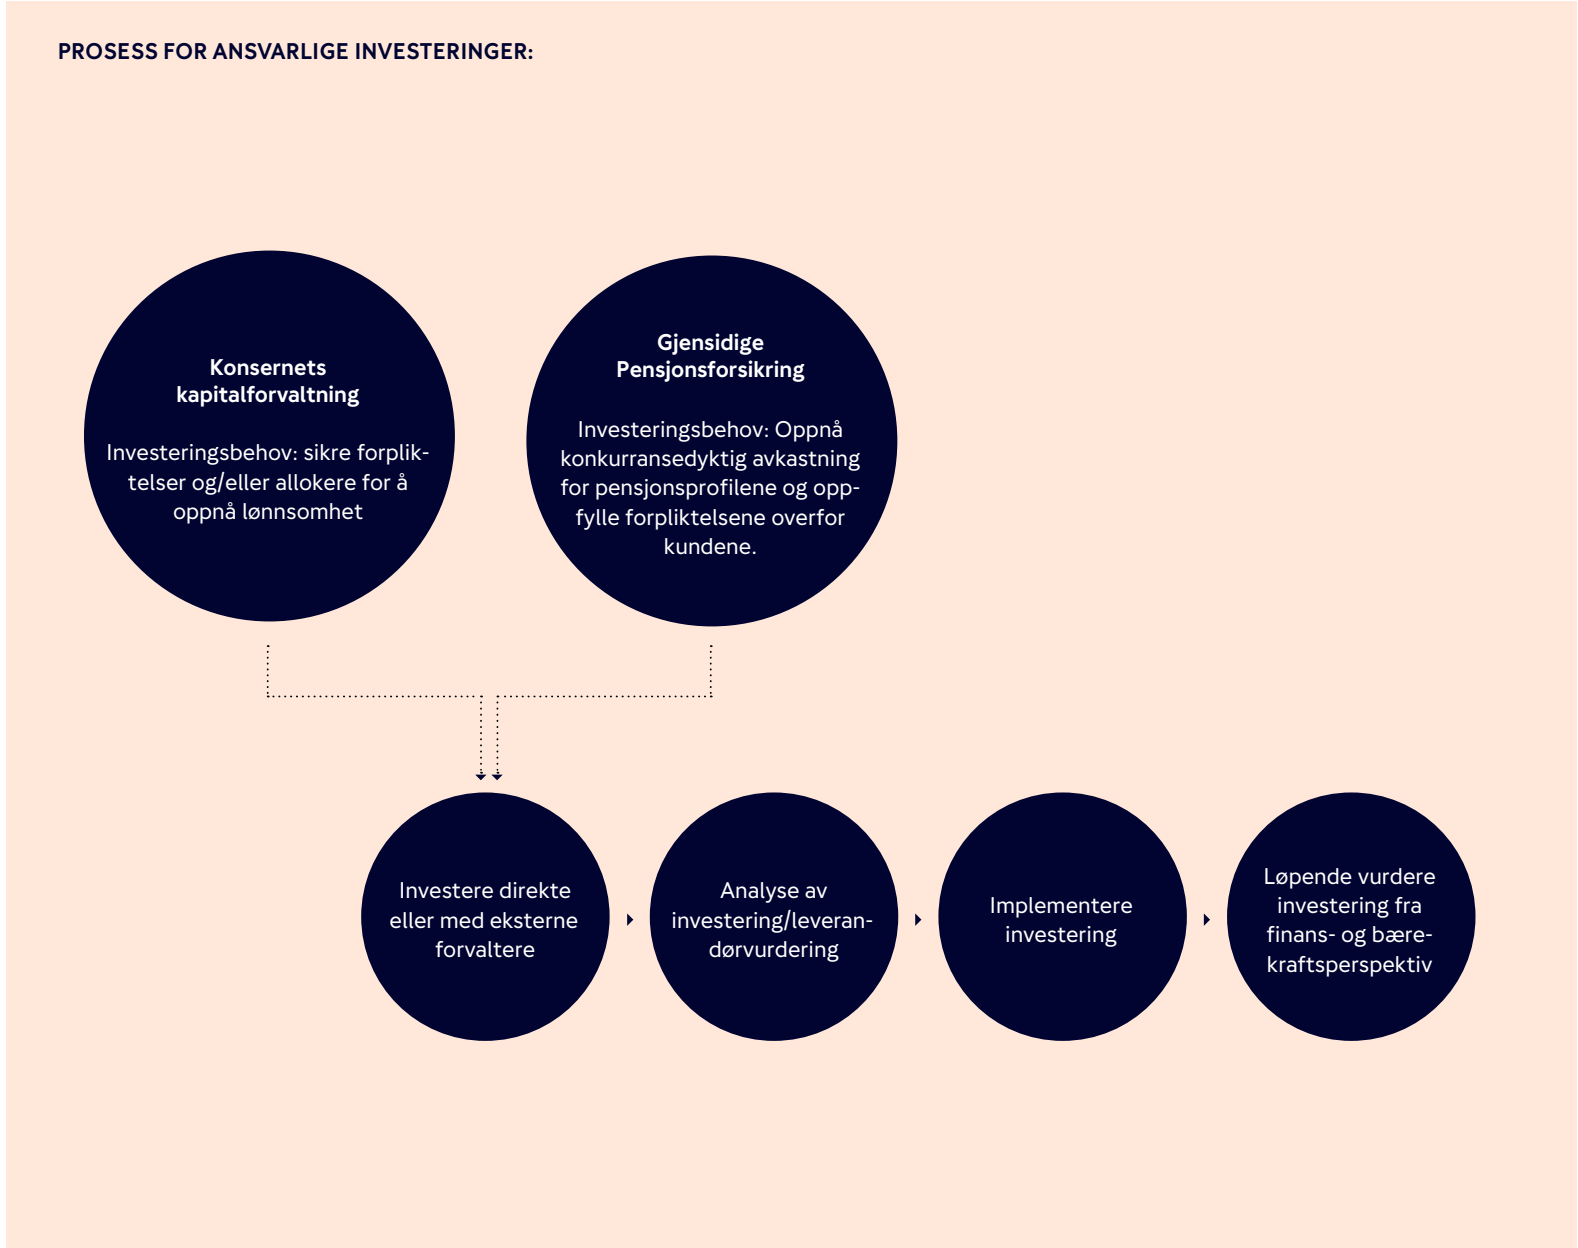 PROSESS FOR ANSVARLIGE INVESTERINGER:
Konsernets
kapitalforvaltning
Investeringsbehov: sikre forplik-
telser og/eller allokere for å
oppnå lønnsomhet
Gjensidige
Pensjonsforsikring
Investeringsbehov: Oppnå
konkurransedyktig avkastning
for pensjonsprofilene og opp-
fylle forpliktelsene overfor
kundene.
Investere direkte
eller med eksterne
forvaltere
Analyse av
investering/leveran-
dørvurdering
Implementere
investering
Løpende vurdere
investering fra
finans- og bære-
kraftsperspektiv